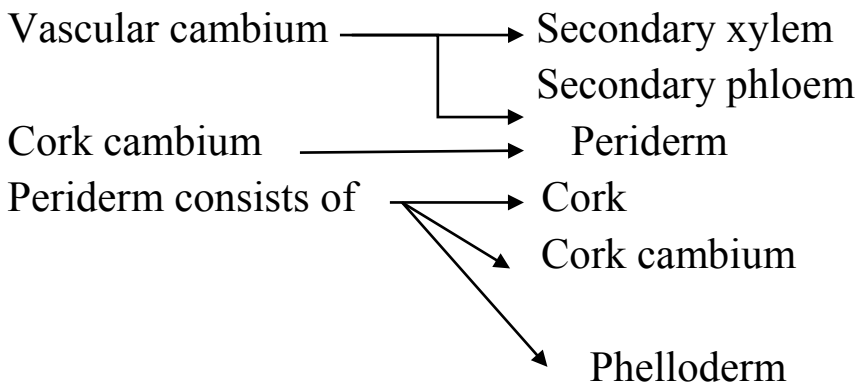 Vascular cambium Secondary xylem
Secondary phloem
Cork cambium Periderm
Periderm consists of Cork
Cork cambium
Phelloderm